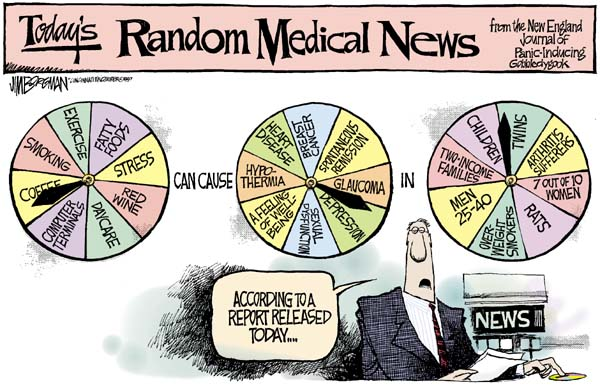 Today's
Random Medical News
from the New England
Journal of
Panic-Inducing
Gobbledygook
JIM BORGMAN
SMOKING
EXERCISE
FATTY
FOODS
STRESS
RED
WINE
DAYCARE
COMPUTER
TERMINALS
COFFEE
CAN CAUSE
HYPO-
THERMIA
HEART
DISEASE
BREAST
CANCER
SPONTANEOUS
REMISSION
GLAUCOMA
DEPRESSION
SEXUAL
DYSFUNCTION
A FEELING
OF WELL-
BEING
IN
TWO-INCOME
FAMILIES
CHILDREN
TWINS
ARTHRITIS
SUFFERERS
7 OUT OF 10
WOMEN
RATS
OVER-
WEIGHT
SMOKERS
MEN
25-40
ACCORDING TO A
REPORT RELEASED
TODAY....
NEWS